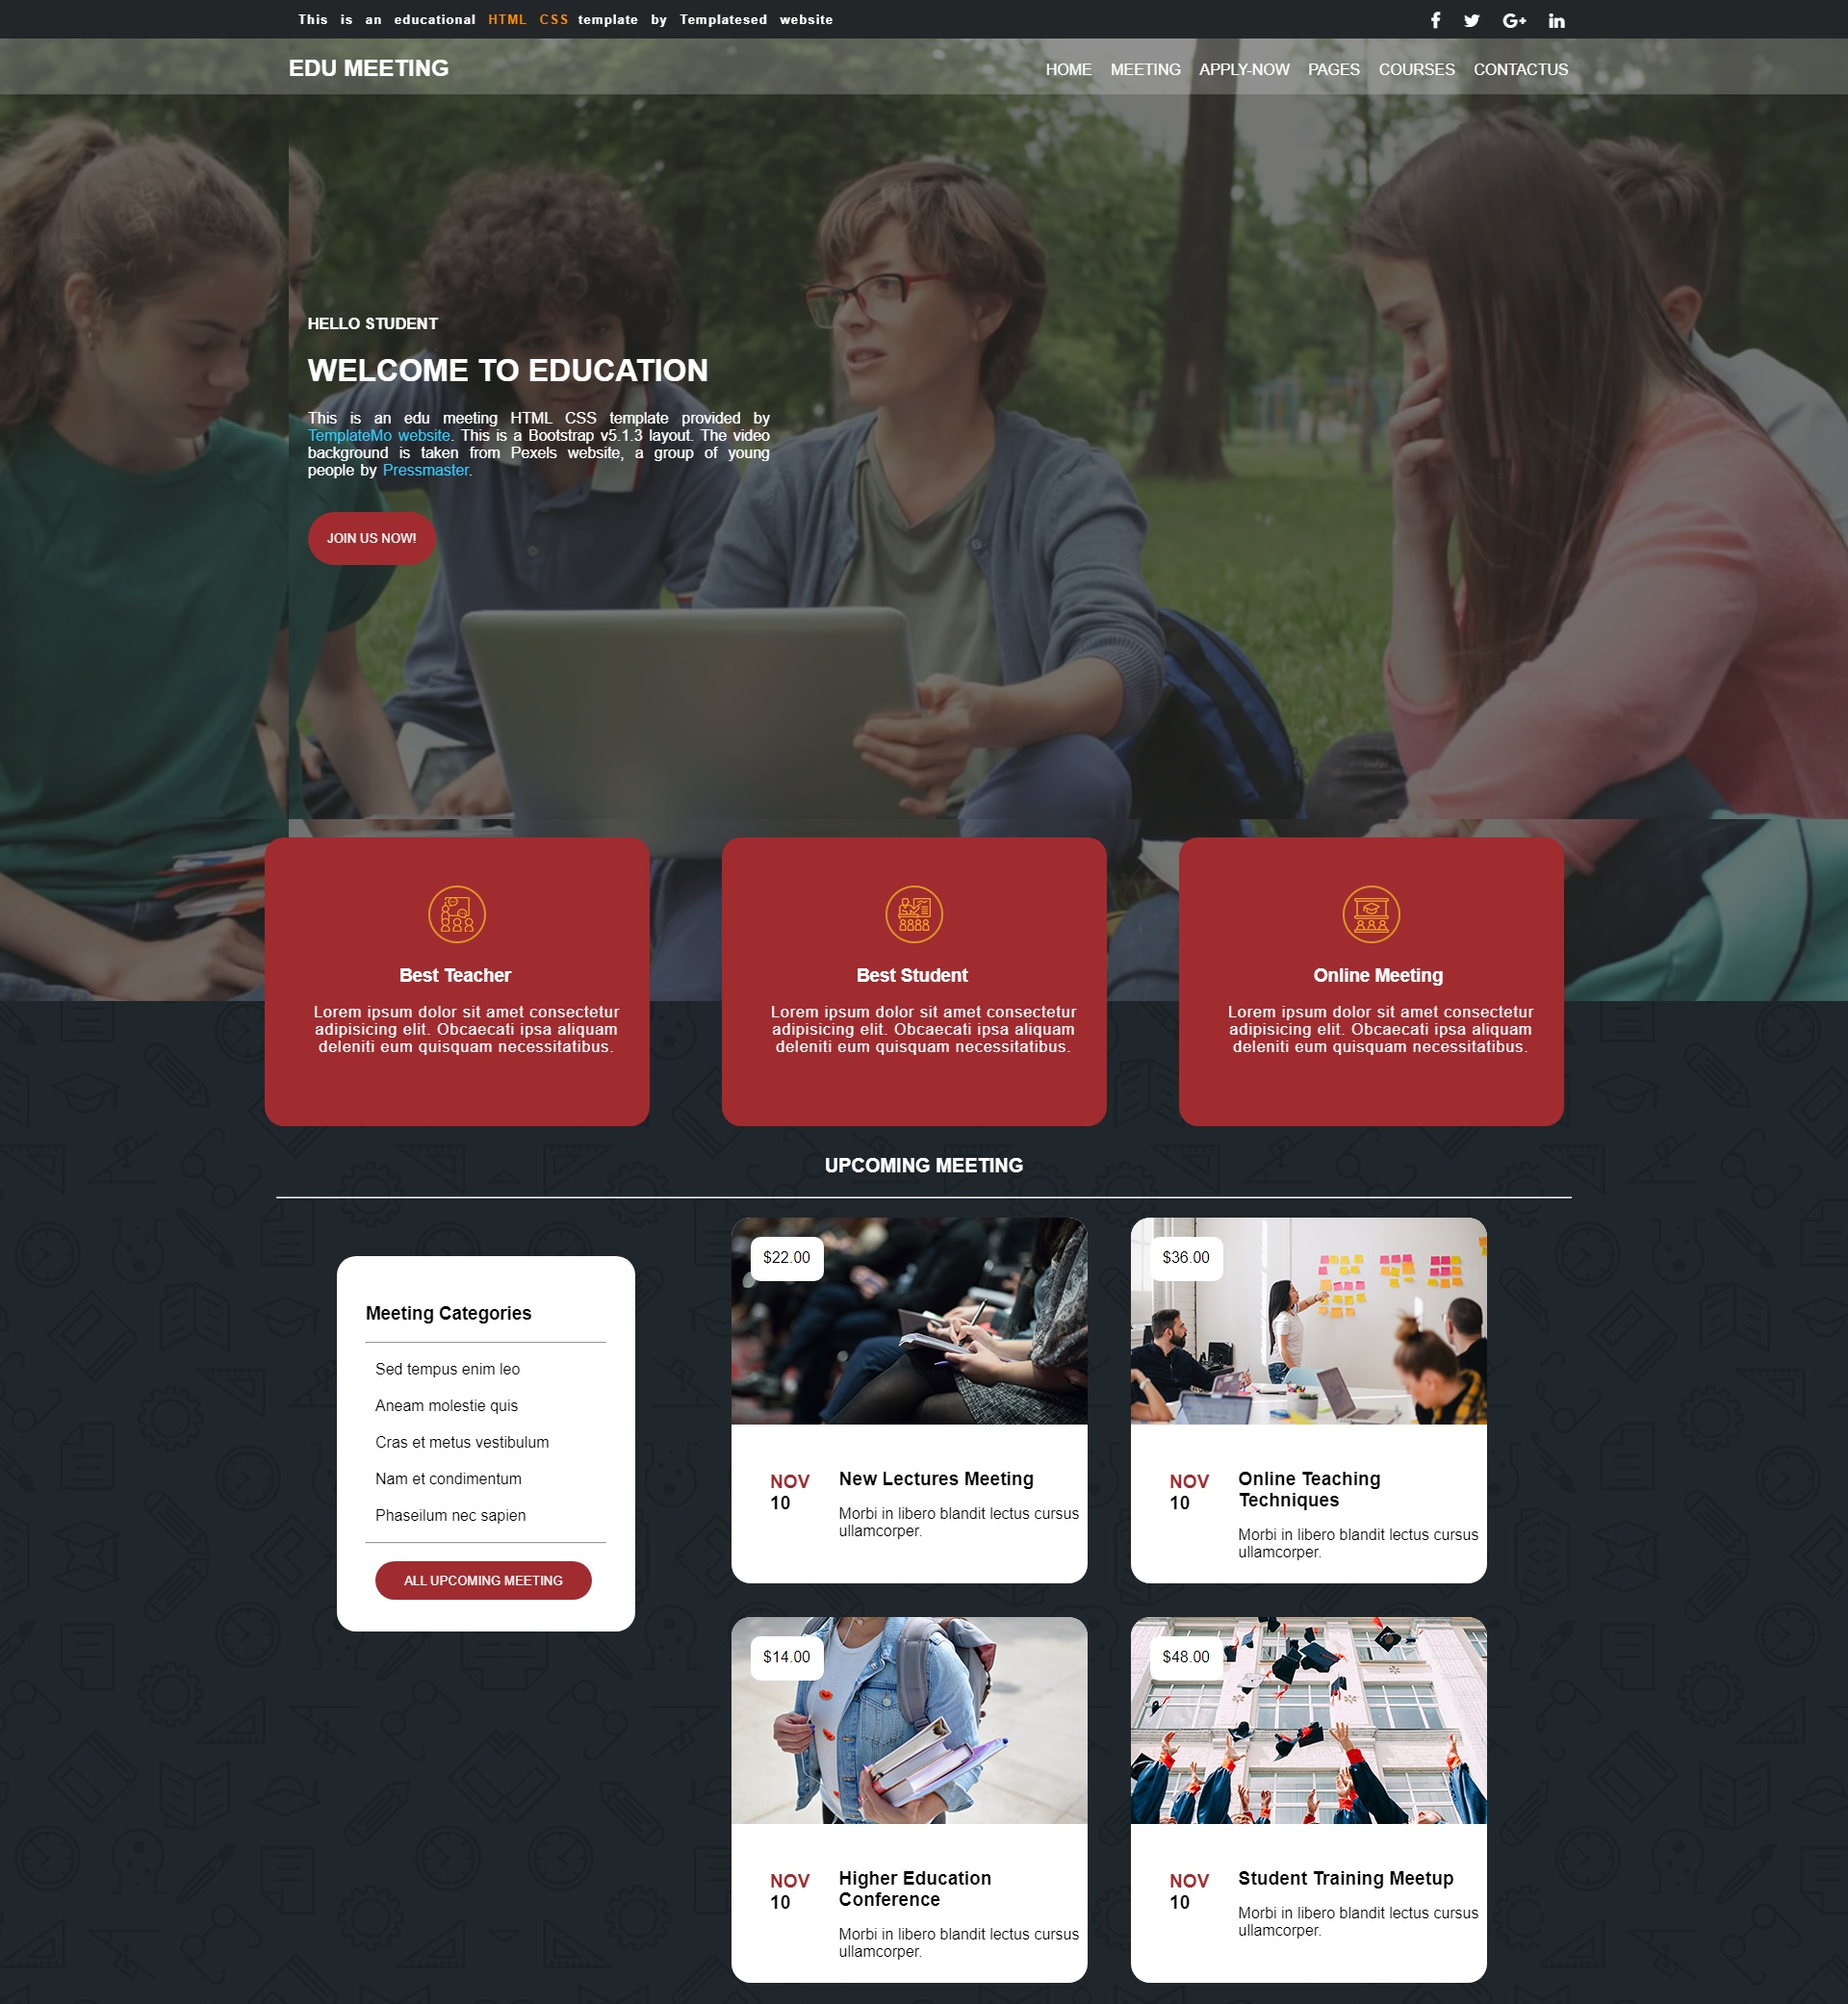 This is an educational HTML CSS template by Templatesed website
EDU MEETING
HOME MEETING APPLY-NOW PAGES COURSES CONTACTUS
HELLO STUDENT
WELCOME TO EDUCATION
This is an edu meeting HTML CSS template provided by
TemplateMo website. This is a Bootstrap v5.1.3 layout. The video
background is taken from Pexels website, a group of young
people by Pressmaster.
JOIN US NOW!
Best Teacher
Lorem ipsum dolor sit amet consectetur
adipisicing elit. Obcaecati ipsa aliquam
deleniti eum quisquam necessitatibus.
Best Student
Lorem ipsum dolor sit amet consectetur
adipisicing elit. Obcaecati ipsa aliquam
deleniti eum quisquam necessitatibus.
Online Meeting
Lorem ipsum dolor sit amet consectetur
adipisicing elit. Obcaecati ipsa aliquam
deleniti eum quisquam necessitatibus.
UPCOMING MEETING
Meeting Categories
Sed tempus enim leo
Aneam molestie quis
Cras et metus vestibulum
Nam et condimentum
Phaseilum nec sapien
ALL UPCOMING MEETING
$22.00
NOV
10
New Lectures Meeting
Morbi in libero blandit lectus cursus
ullamcorper.
$36.00
NOV
10
Online Teaching
Techniques
Morbi in libero blandit lectus cursus
ullamcorper.
$14.00
NOV
10
Higher Education
Conference
Morbi in libero blandit lectus cursus
ullamcorper.
$48.00
NOV
10
Student Training Meetup
Morbi in libero blandit lectus cursus
ullamcorper.